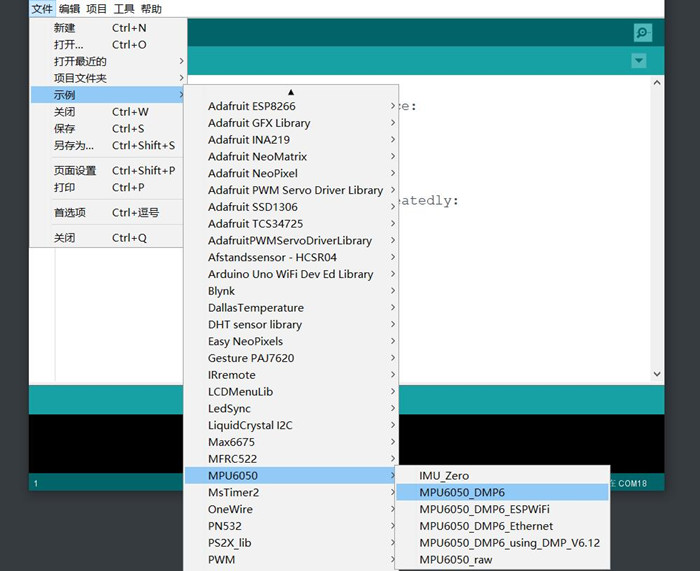 文件 编辑 项目 工具 帮助
新建 Ctrl+N
打开... Ctrl+O
打开最近的
项目文件夹
示例
关闭 Ctrl+W
保存 Ctrl+S
另存为... Ctrl+Shift+S
页面设置 Ctrl+Shift+P
打印 Ctrl+P
首选项 Ctrl+逗号
关闭 Ctrl+Q
Adafruit ESP8266
Adafruit GFX Library
Adafruit INA219
Adafruit NeoMatrix
Adafruit NeoPixel
Adafruit PWM Servo Driver Library
Adafruit SSD1306
Adafruit TCS34725
AdafruitPWMServoDriverLibrary
Afstandssensor - HCSR04
Arduino Uno WiFi Dev Ed Library
Blynk
DallasTemperature
DHT sensor library
Easy NeoPixels
Gesture PAJ7620
IRremote
LCDMenuLib
LedSync
LiquidCrystal I2C
Max6675
MFRC522
MPU6050
MsTimer2
OneWire
PN532
PS2X_lib
PWM
IMU_Zero
MPU6050_DMP6
MPU6050_DMP6_ESPWiFi
MPU6050_DMP6_Ethernet
MPU6050_DMP6_using_DMP_V6.12
MPU6050_raw
e:
eatedly:
1
在 COM18